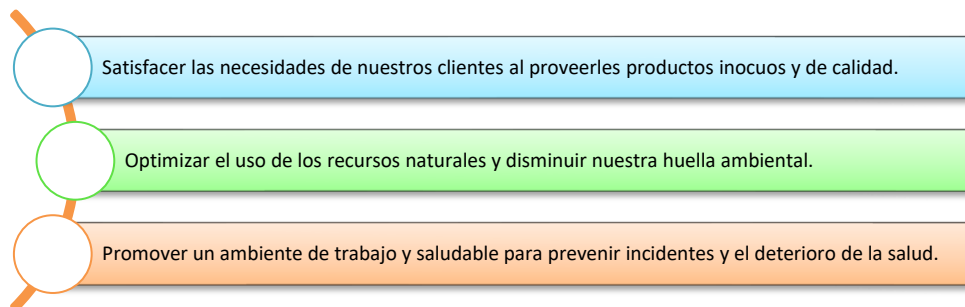 Satisfacer las necesidades de nuestros clientes al proveerles productos inocuos y de calidad.
Optimizar el uso de los recursos naturales y disminuir nuestra huella ambiental.
Promover un ambiente de trabajo y saludable para prevenir incidentes y el deterioro de la salud.